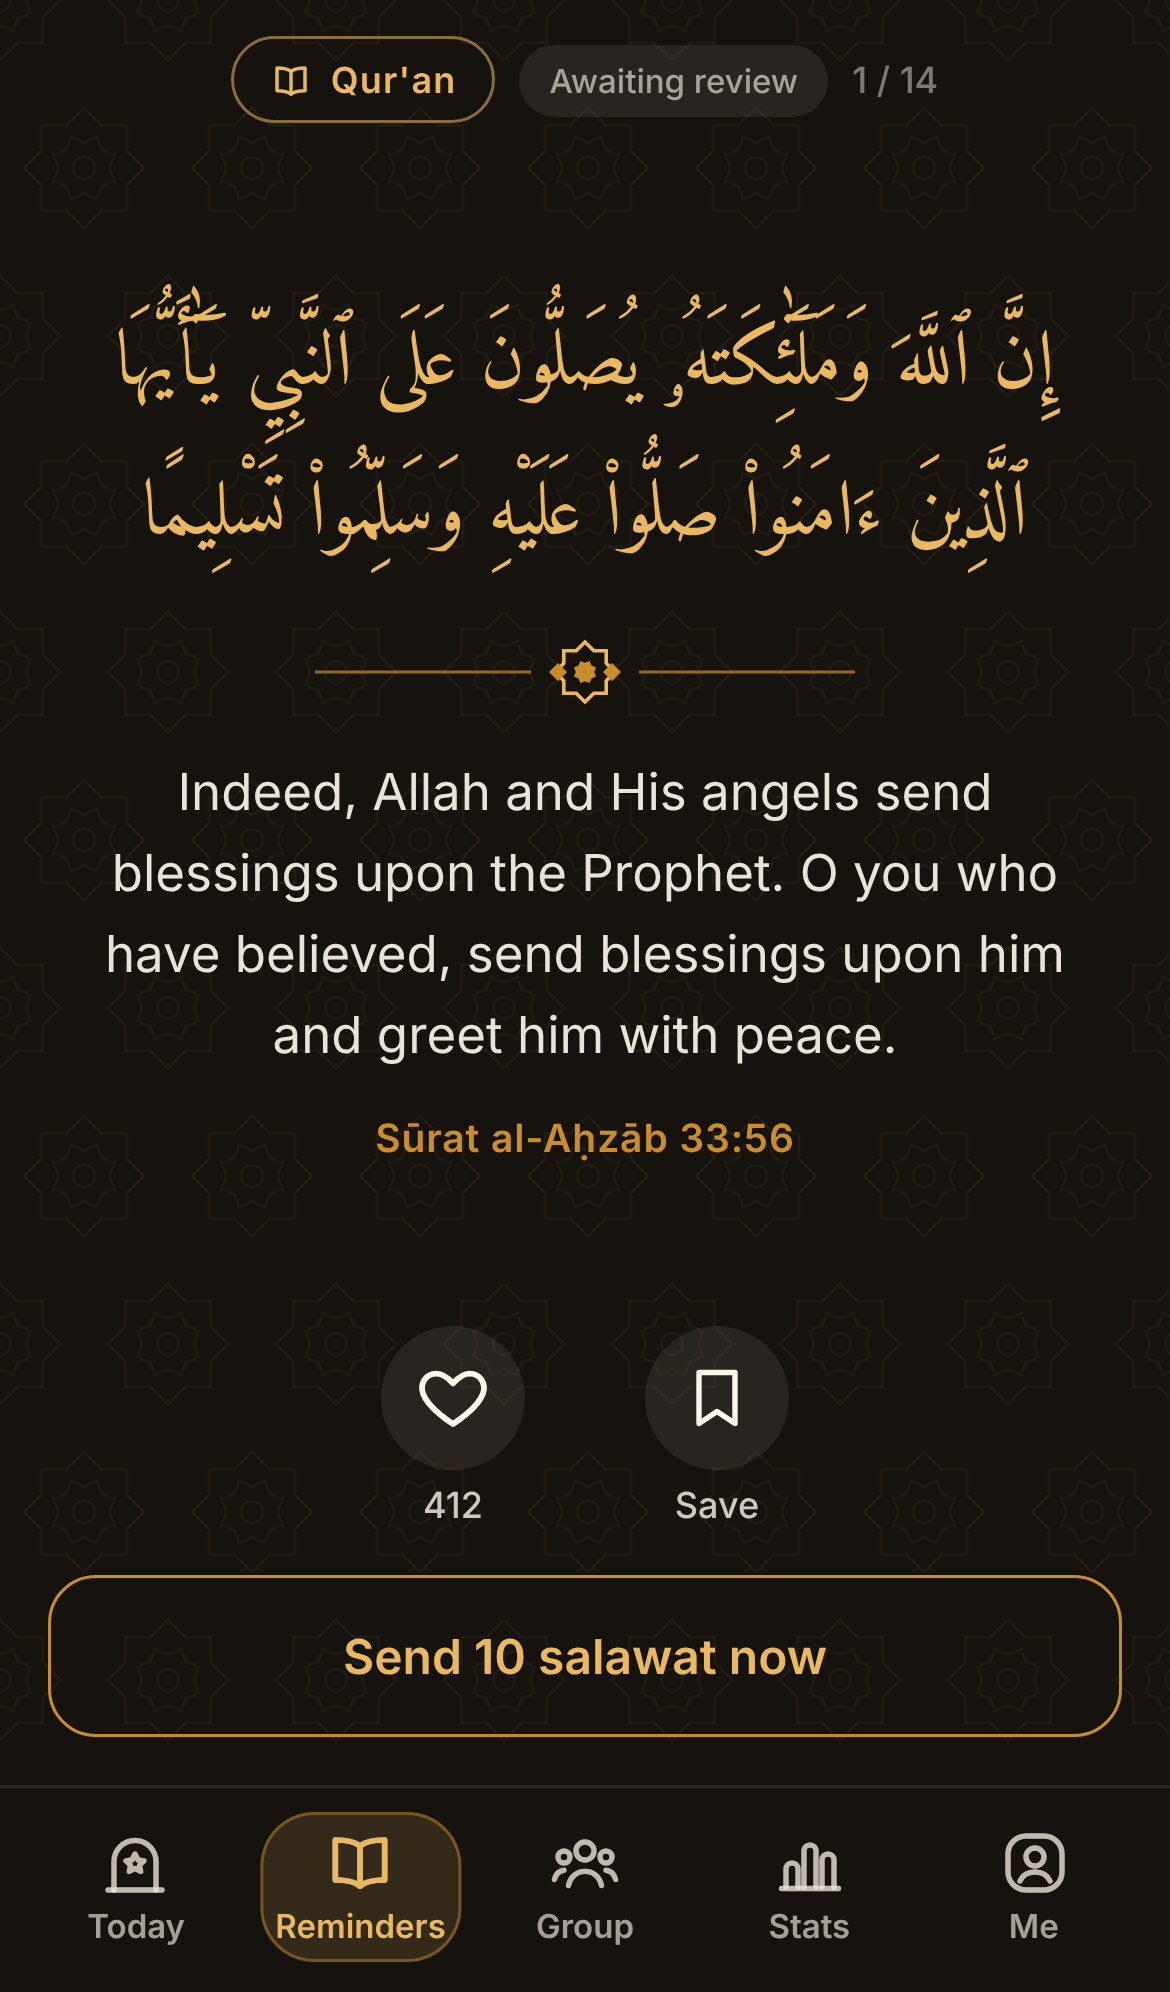 Qur'an
Awaiting review
1 / 14
إِنَّ ٱللَّهَ وَمَلَـٰٓئِكَتَهُۥ يُصَلُّونَ عَلَى ٱلنَّبِيِّ يَـٰٓأَيُّهَا
ٱلَّذِينَ ءَامَنُوا۟ صَلُّوا۟ عَلَيْهِ وَسَلِّمُوا۟ تَسْلِيمًا
Indeed, Allah and His angels send
blessings upon the Prophet. O you who
have believed, send blessings upon him
and greet him with peace.
Sūrat al-Aḥzāb 33:56
412
Save
Send 10 salawat now
Today
Reminders
Group
Stats
Me